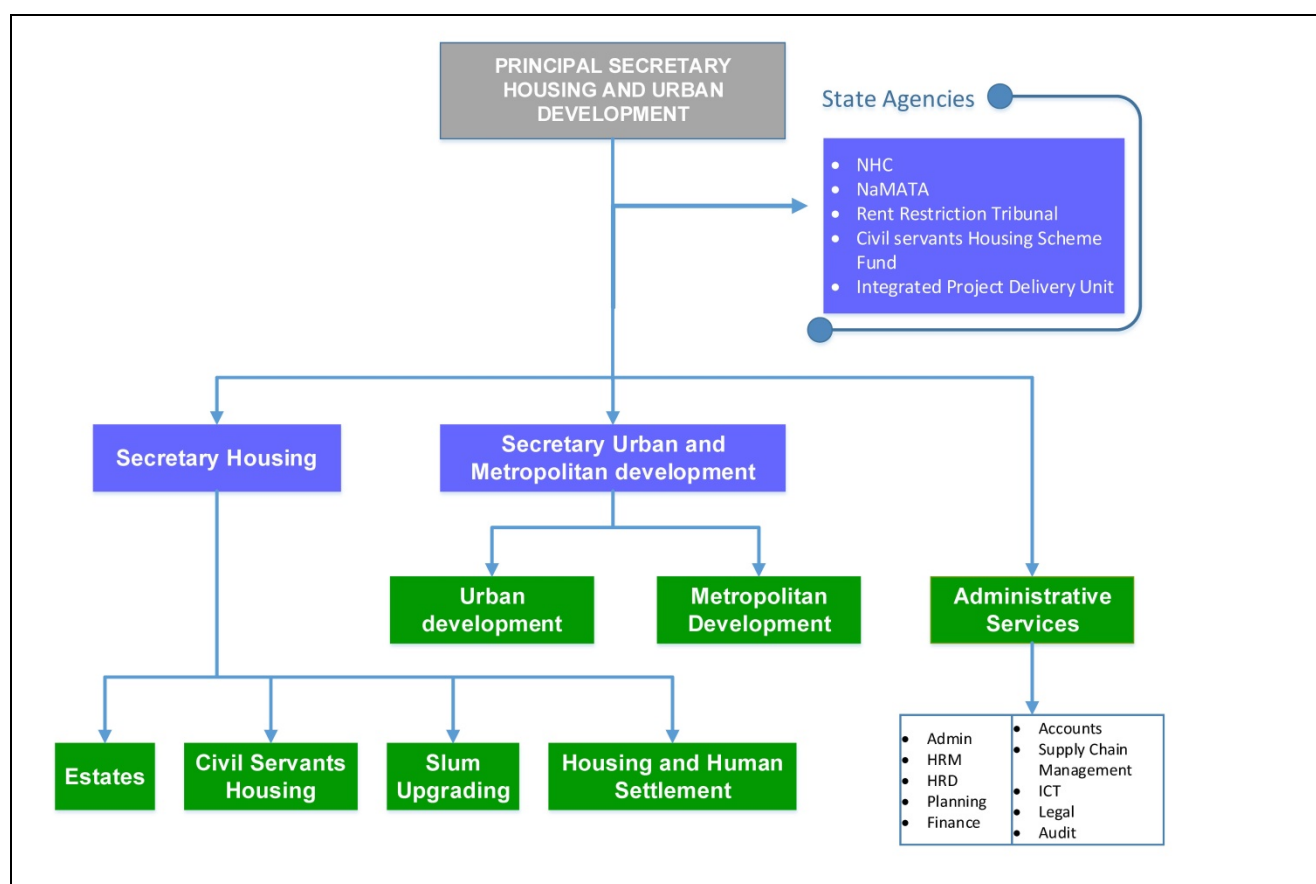 PRINCIPAL SECRETARY
HOUSING AND URBAN
DEVELOPMENT
State Agencies
• NHC
• NaMATA
• Rent Restriction Tribunal
• Civil servants Housing Scheme
Fund
• Integrated Project Delivery Unit
Secretary Housing
Secretary Urban and
Metropolitan development
Urban
development
Metropolitan
Development
Administrative
Services
Estates
Civil Servants
Housing
Slum
Upgrading
Housing and Human
Settlement
• Admin
• HRM
• HRD
• Planning
• Finance
• Accounts
• Supply Chain
Management
• ICT
• Legal
• Audit